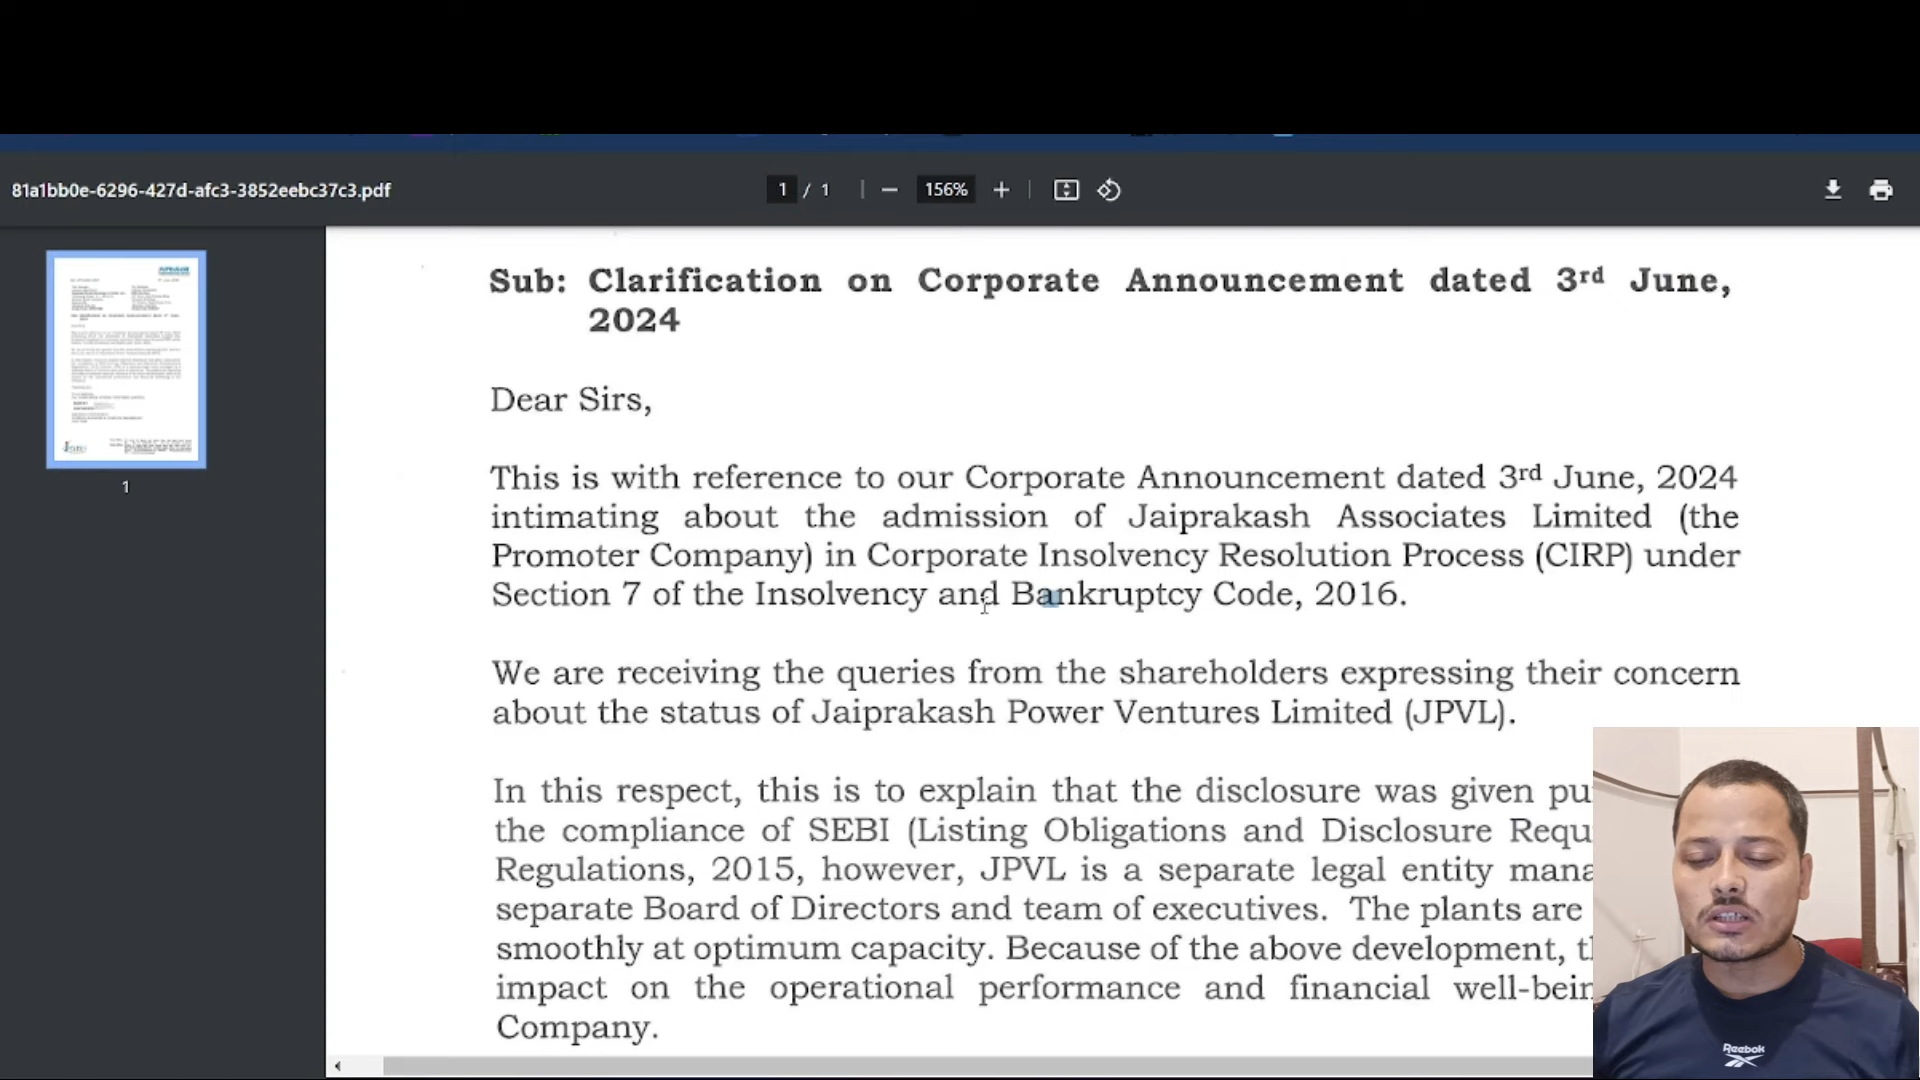 81a1bb0e-6296-427d-afc3-3852eebc37c3.pdf
1 / 1
156%
Sub: Clarification on Corporate Announcement dated 3rd June,
2024
Dear Sirs,
This is with reference to our Corporate Announcement dated 3rd June, 2024
intimating about the admission of Jaiprakash Associates Limited (the
Promoter Company) in Corporate Insolvency Resolution Process (CIRP) under
Section 7 of the Insolvency and Bankruptcy Code, 2016.
We are receiving the queries from the shareholders expressing their concern
about the status of Jaiprakash Power Ventures Limited (JPVL).
In this respect, this is to explain that the disclosure was given
the compliance of SEBI (Listing Obligations and Disclosure
Regulations, 2015, however, JPVL is a separate legal entity
separate Board of Directors and team of executives. The plants are
smoothly at optimum capacity. Because of the above development,
impact on the operational performance and financial
Company.
1
Reebok